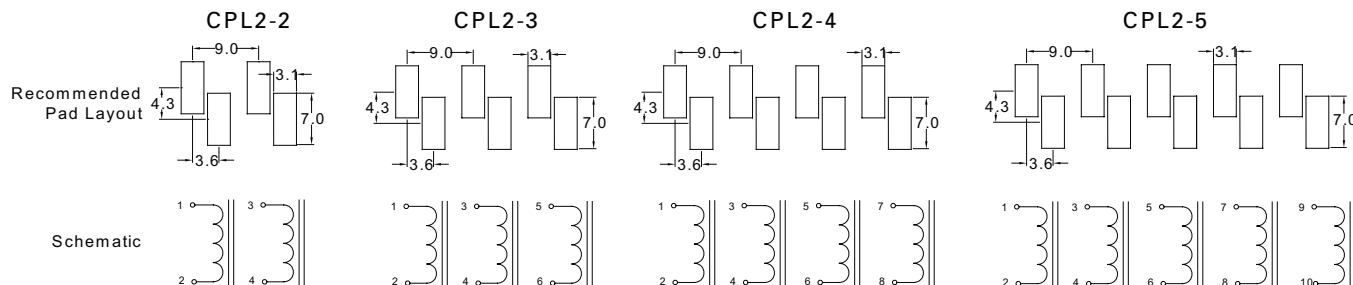 CPL2-2 CPL2-3 CPL2-4 CPL2-5
9.0 9.0 3.1 9.0 3.1 9.0 3.1
3.1
Recommended
Pad Layout
4.3 7.0 4.3 7.0 4.3 7.0 4.3 7.0
3.6 3.6 3.6 3.6
1 3 1 3 5 1 3 5 7 1 3 5 7 9
Schematic
2 4 2 4 6 2 4 6 8 2 4 6 8 10